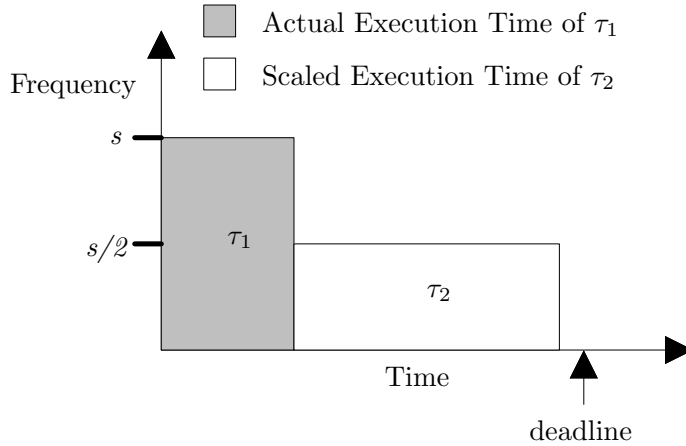 Actual Execution Time of τ₁
Scaled Execution Time of τ₂
Frequency
s
s/2
τ₁
τ₂
Time
deadline